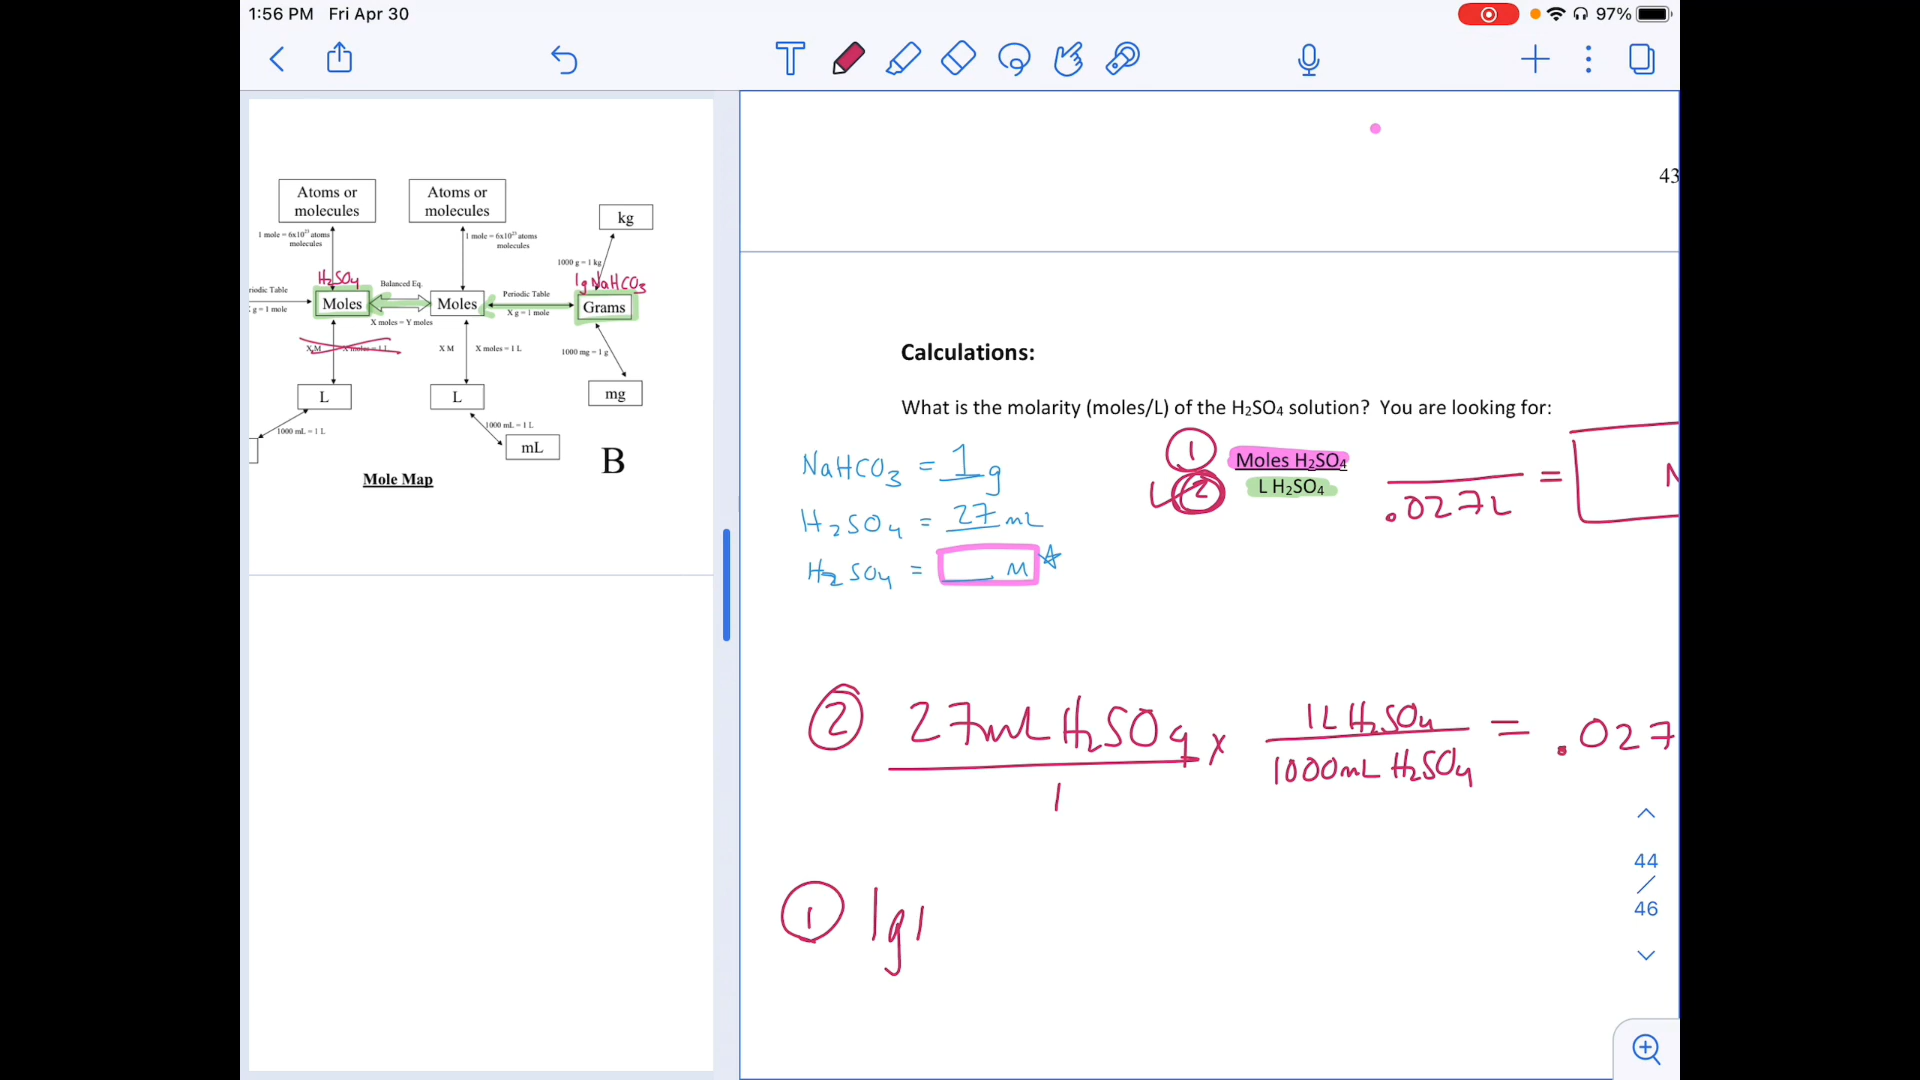 1:56 PM Fri Apr 30
97%
T
Atoms or
molecules
Atoms or
molecules
kg
1 mole = 6x10²³ atoms
molecules
1 mole = 6x10²³ atoms
molecules
1000 g = 1 kg
H₂SO₄
1g NaHCO₃
iodic Table
Balanced Eq.
Periodic Table
Moles
Moles
Grams
g = 1 mole
X moles = Y moles
X g = 1 mole
X M
X moles = 1 L
X M
X moles = 1 L
1000 mg = 1 g
L
L
mg
1000 mL = 1 L
1000 mL = 1 L
mL
B
Mole Map
43
Calculations:
What is the molarity (moles/L) of the H₂SO₄ solution? You are looking for:
NaHCO₃ = 1 g
H₂SO₄ = 27 mL
H₂SO₄ = __ M
1 Moles H₂SO₄
2 L H₂SO₄
.027L =
2 27mL H₂SO₄ x 1L H₂SO₄ = .027
1 1000mL H₂SO₄
1 1g
44
/
46